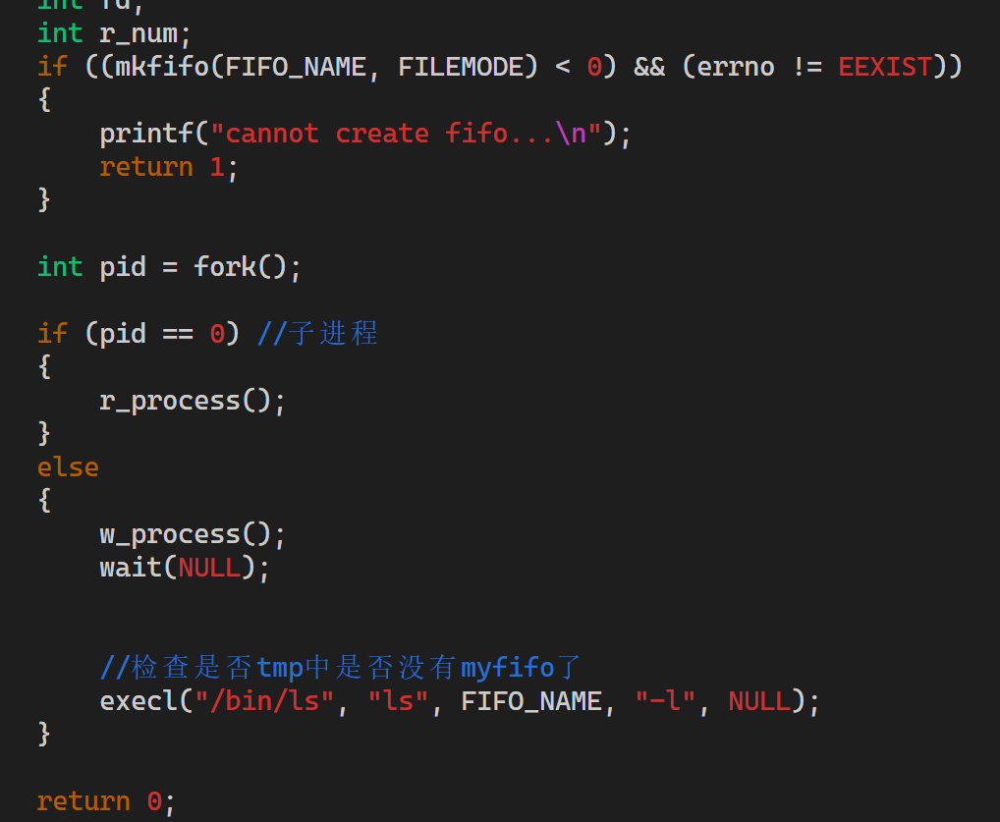 int fd;
int r_num;
if ((mkfifo(FIFO_NAME, FILEMODE) < 0) && (errno != EEXIST))
{
    printf("cannot create fifo...\n");
    return 1;
}
int pid = fork();
if (pid == 0) //子进程
{
    r_process();
}
else
{
    w_process();
    wait(NULL);
    //检查是否tmp中是否没有myfifo了
    execl("/bin/ls", "ls", FIFO_NAME, "-l", NULL);
}
return 0;